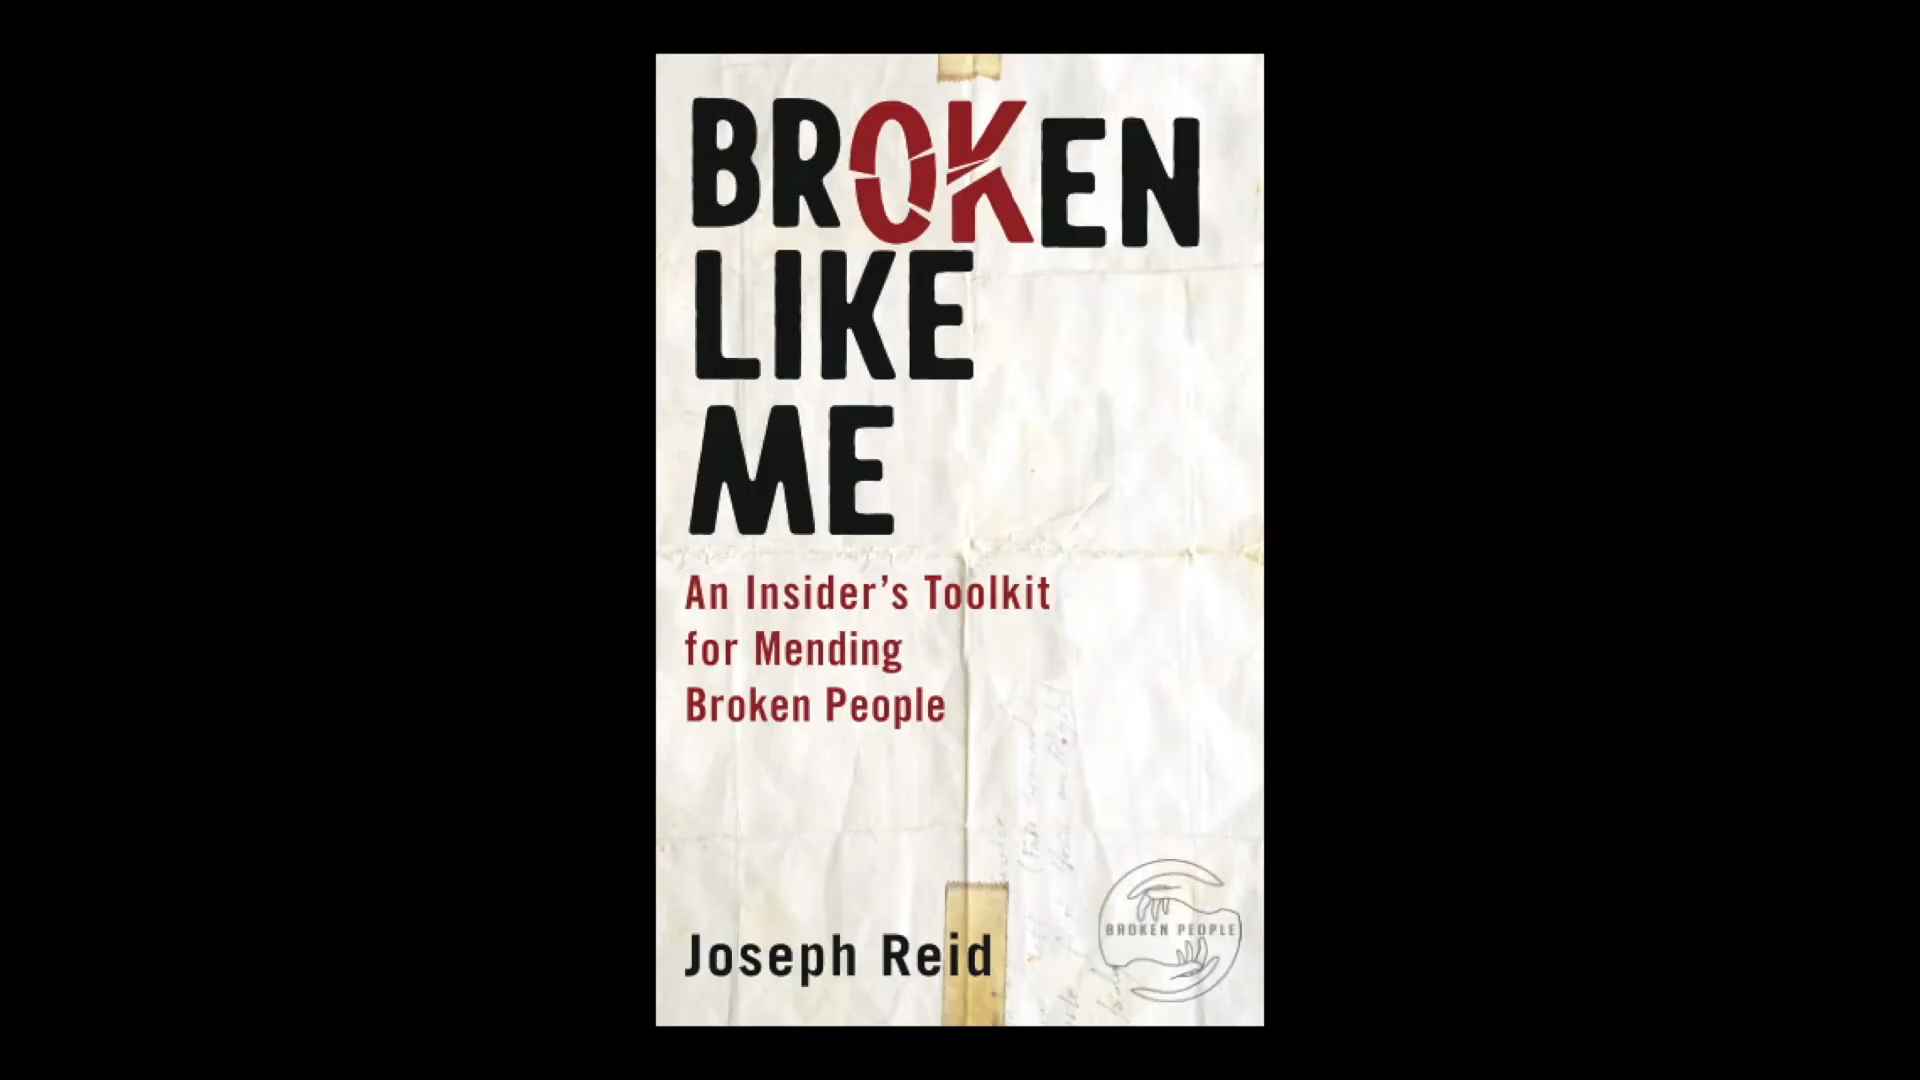 BROKEN
LIKE
ME
An Insider's Toolkit
for Mending
Broken People
Joseph Reid
BROKEN PEOPLE